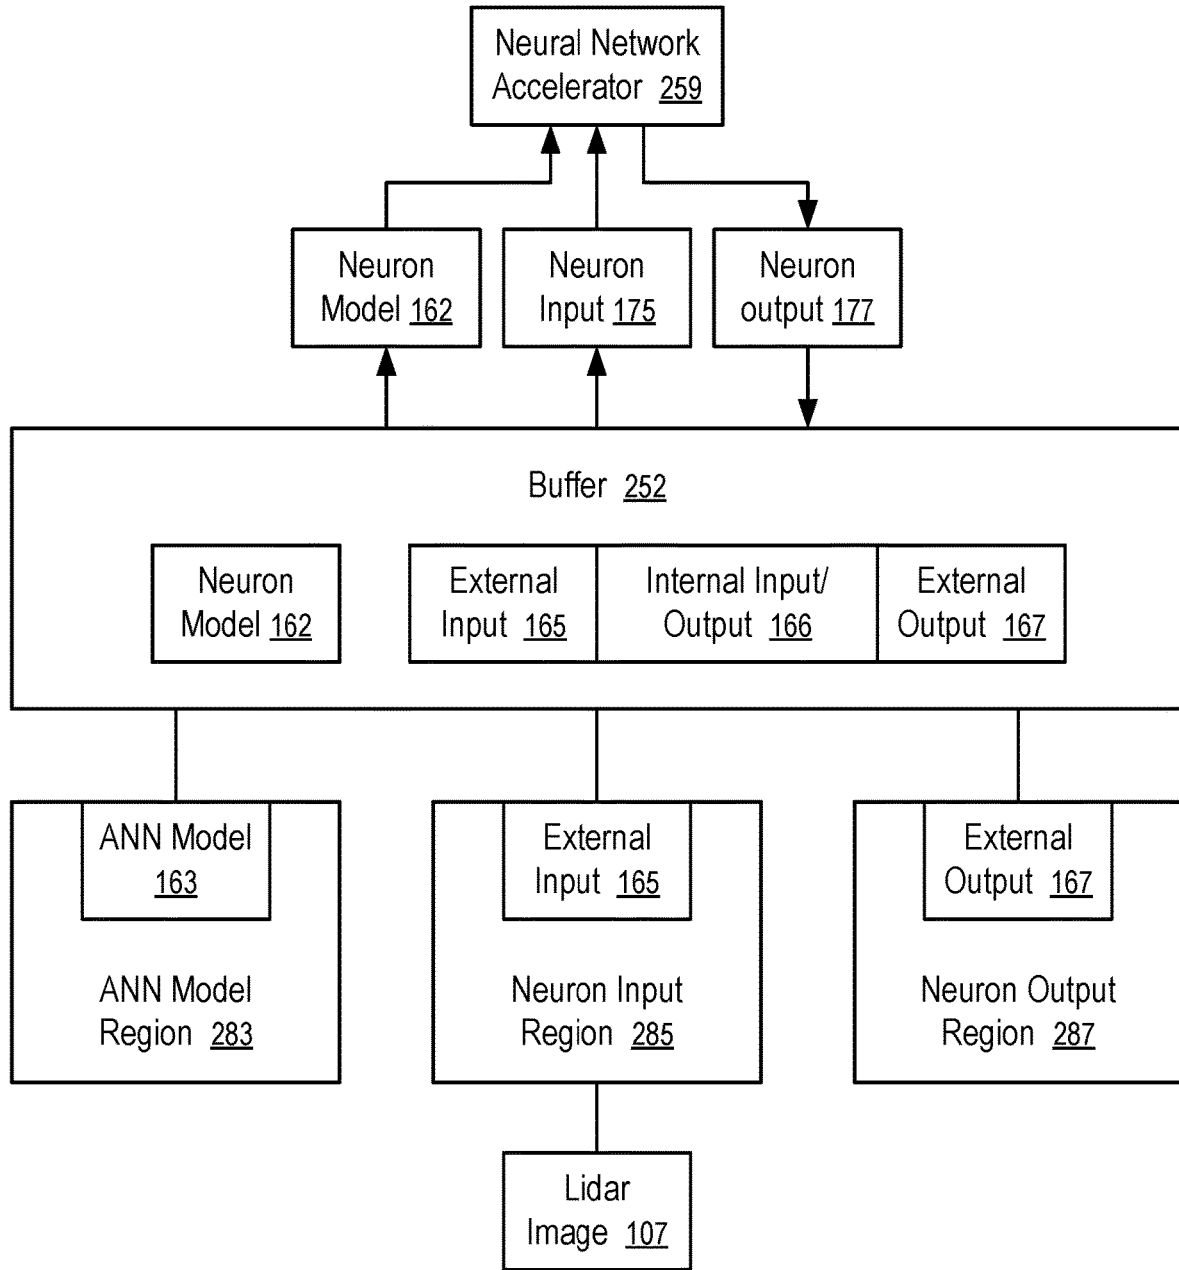 Neural Network
Accelerator 259
Neuron
Model 162
Neuron
Input 175
Neuron
output 177
Buffer 252
Neuron
Model 162
External
Input 165
Internal Input/
Output 166
External
Output 167
ANN Model
163
ANN Model
Region 283
External
Input 165
Neuron Input
Region 285
External
Output 167
Neuron Output
Region 287
Lidar
Image 107